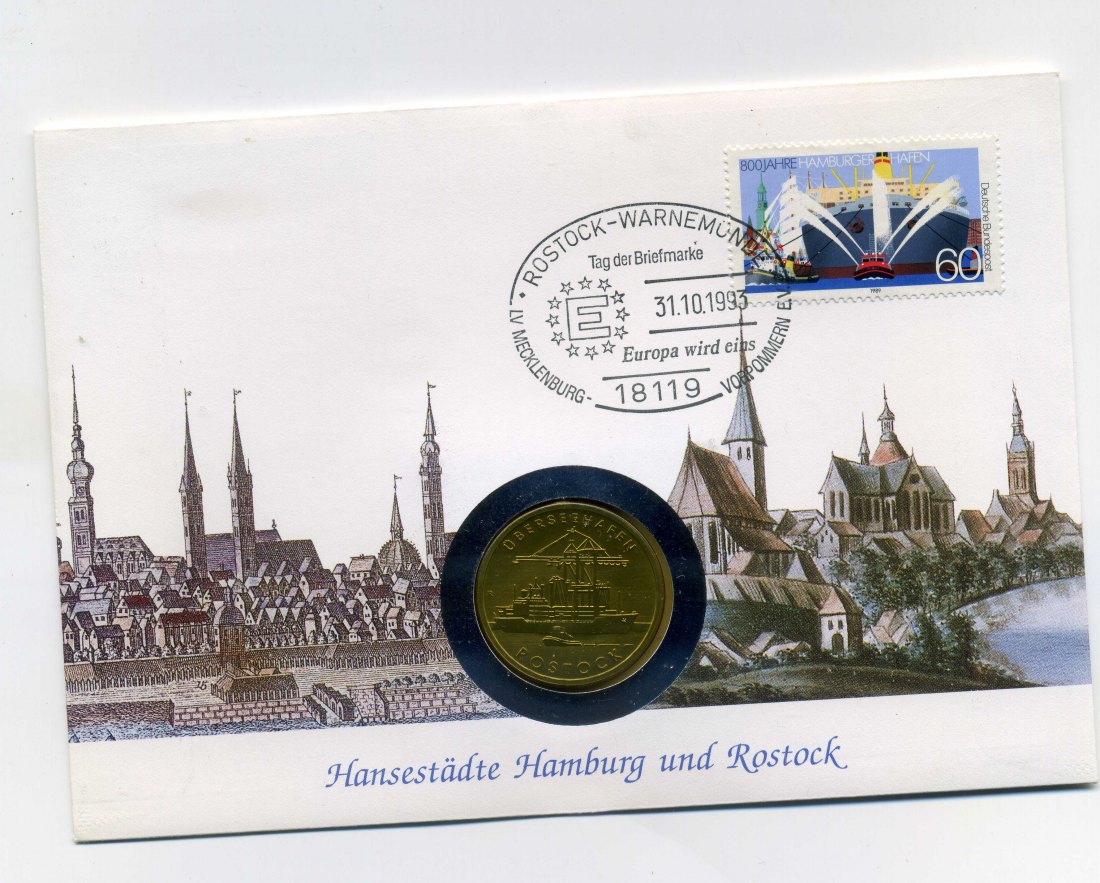 800 JAHRE HAMBURGER HAFEN
Deutsche Bundespost
60
1989
ROSTOCK-WARNEMÜND
Tag der Briefmarke
31.10.1993
E
Europa wird eins
18119
LV MECKLENBURG-VORPOMMERN E.V.
ÜBERSEEHAFEN
ROSTOCK
Hansestädte Hamburg und Rostock